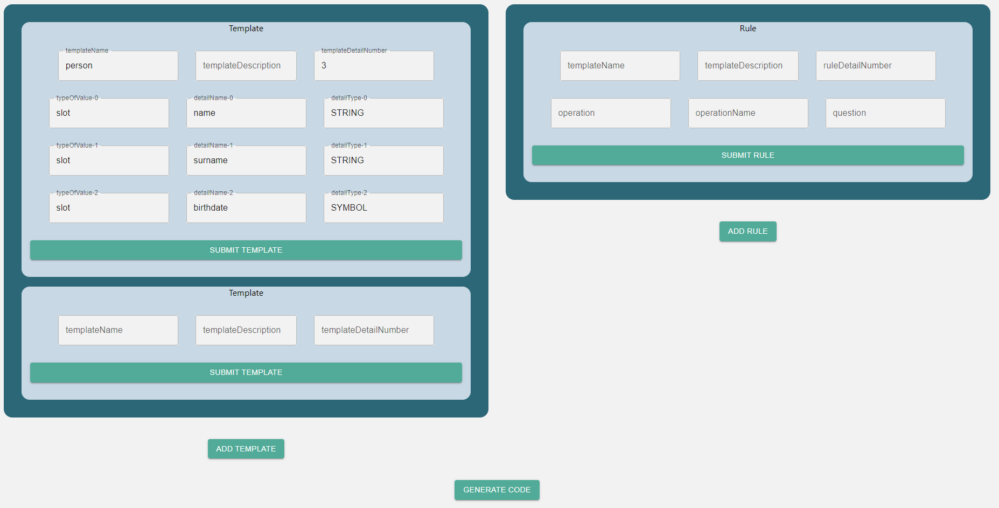 Template
templateName templateDetailNumber
person templateDescription 3
typeOfValue-0 detailName-0 detailType-0
slot name STRING
typeOfValue-1 detailName-1 detailType-1
slot surname STRING
typeOfValue-2 detailName-2 detailType-2
slot birthdate SYMBOL
SUBMIT TEMPLATE
Template
templateName templateDescription templateDetailNumber
SUBMIT TEMPLATE
ADD TEMPLATE
Rule
templateName templateDescription ruleDetailNumber
operation operationName question
SUBMIT RULE
ADD RULE
GENERATE CODE